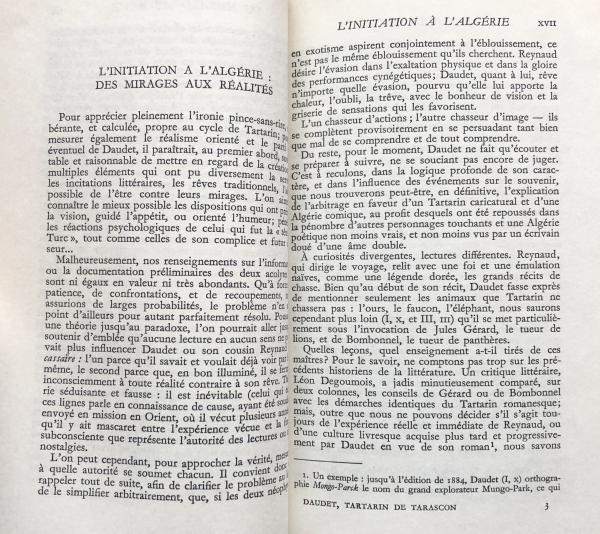 L'INITIATION A L'ALGÉRIE :
DES MIRAGES AUX RÉALITÉS
Pour apprécier pleinement l'ironie pince-sans-rire,
bérante, et calculée, propre au cycle de Tartarin;
mesurer également le réalisme orienté et le
éventuel de Daudet, il paraîtrait, au premier abord,
table et raisonnable de mettre en regard de la
multiples éléments qui ont pu diversement la
les incitations littéraires, les rêves traditionnels,
possible de l'être contre leurs mirages. L'on
connaître le mieux possible les dispositions qui ont
la vision, guidé l'appétit, ou orienté l'humeur;
les réactions psychologiques de celui qui fut la
Turc », tout comme celles de son complice et futur
seur...
Malheureusement, nos renseignements sur
ou la documentation préliminaires des deux
ni sont égaux en valeur ni très abondants. Qu'à
patience, de confrontations, et de recoupements,
assurions de larges probabilités, le problème n'est
point d'ailleurs pour autant parfaitement résolu.
une théorie jusqu'au paradoxe, l'on pourrait aller
soutenir d'emblée qu'aucune lecture en aucun sens ne
vait plus influencer Daudet ou son cousin Reynaud
cassaire : l'un parce qu'il savait et voulait déjà voir par
même, le second parce que, en bon illuminé, il se
inconsciemment à toute réalité contraire à son rêve.
rie séduisante et fausse : il est inévitable (celui qui
ces lignes parle en connaissance de cause, ayant été
envoyé en mission en Orient, où il vécut plusieurs
qu'il y ait mascaret entre l'expérience vécue et la
subconsciente que représente l'autorité des lectures ou
nostalgies.
L'on peut cependant, pour approcher la vérité,
à quelle autorité se soumet chacun. Il convient donc
rappeler tout de suite, afin de clarifier le problème
de le simplifier arbitrairement, que, si les deux
L'INITIATION À L'ALGÉRIE XVII
en exotisme aspirent conjointement à l'éblouissement, ce
n'est pas le même éblouissement qu'ils cherchent. Reynaud
désire l'évasion dans l'exaltation physique et dans la gloire
des performances cynégétiques; Daudet, quant à lui, rêve
n'importe quelle évasion, pourvu qu'elle lui apporte la
chaleur, l'oubli, la trêve, avec le bonheur de vision et la
griserie de sensations qui les favorisent.
L'un chasseur d'actions; l'autre chasseur d'image — ils
se complètent provisoirement en se persuadant tant bien
que mal de se comprendre et de tout comprendre.
Du reste, pour le moment, Daudet ne fait qu'écouter et
se préparer à suivre, ne se souciant pas encore de juger.
C'est à reculons, dans la logique profonde de son carac-
tère, et dans l'influence des événements sur le souvenir,
que nous trouverons peut-être, en définitive, l'explication
de l'arbitrage en faveur d'un Tartarin caricatural et d'une
Algérie comique, au profit desquels ont été repoussés dans
la pénombre d'autres personnages touchants et une Algérie
poétique non moins vrais, et non moins vus par un écrivain
doué d'une âme double.
À curiosités divergentes, lectures différentes. Reynaud,
qui dirige le voyage, relit avec une foi et une émulation
naïves, comme une légende dorée, les grands récits de
chasse. Bien qu'au début de son récit, Daudet fasse exprès
de mentionner seulement les animaux que Tartarin ne
chassera pas : l'ours, le faucon, l'éléphant, nous saurons
cependant plus loin (I, x, et III, III) qu'il se met particuliè-
rement sous l'invocation de Jules Gérard, le tueur de
lions, et de Bombonnel, le tueur de panthères.
Quelles leçons, quel enseignement a-t-il tirés de ces
maîtres? Pour le savoir, ne comptons pas trop sur les pré-
cédents historiens de la littérature. Un critique littéraire,
Léon Degoumois, a jadis minutieusement comparé, sur
deux colonnes, les conseils de Gérard ou de Bombonnel
avec les démarches identiques du Tartarin romanesque;
mais, outre que nous ne pouvons décider s'il s'agit tou-
jours de l'expérience réelle et immédiate de Reynaud, ou
d'une culture livresque acquise plus tard et progressive-
ment par Daudet en vue de son roman¹, nous savons
1. Un exemple : jusqu'à l'édition de 1884, Daudet (I, x) orthogra-
phie Mongo-Parck le nom du grand explorateur Mungo-Park, ce qui
DAUDET, TARTARIN DE TARASCON 3